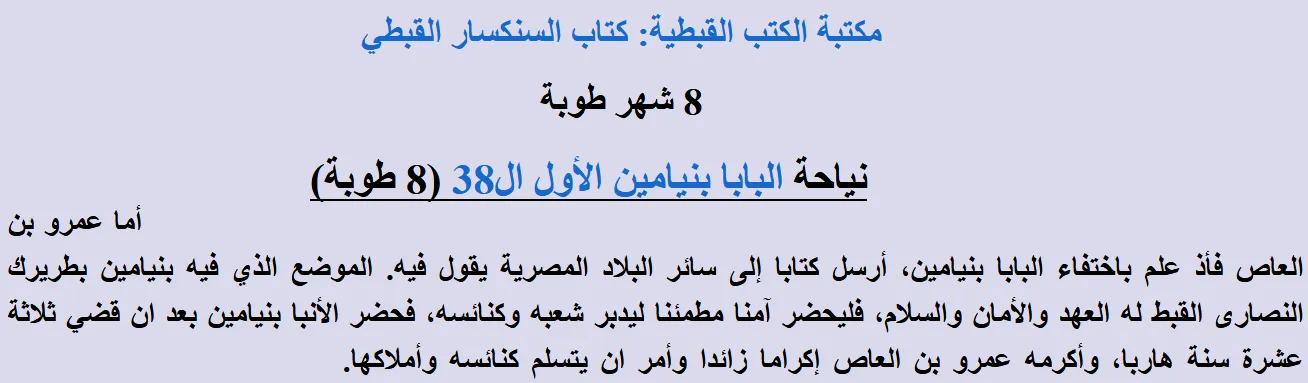 مكتبة الكتب القبطية: كتاب السنكسار القبطي
8 شهر طوبة
نياحة البابا بنيامين الأول ال38 (8 طوبة)
أما عمرو بن
العاص فأذ علم باختفاء البابا بنيامين، أرسل كتابا إلى سائر البلاد المصرية يقول فيه. الموضع الذي فيه بنيامين بطريرك
النصارى القبط له العهد والأمان والسلام، فليحضر آمنا مطمئنا ليدبر شعبه وكنائسه، فحضر الأنبا بنيامين بعد ان قضي ثلاثة
عشرة سنة هاربا، وأكرمه عمرو بن العاص إكراما زائدا وأمر ان يتسلم كنائسه وأملاكها.